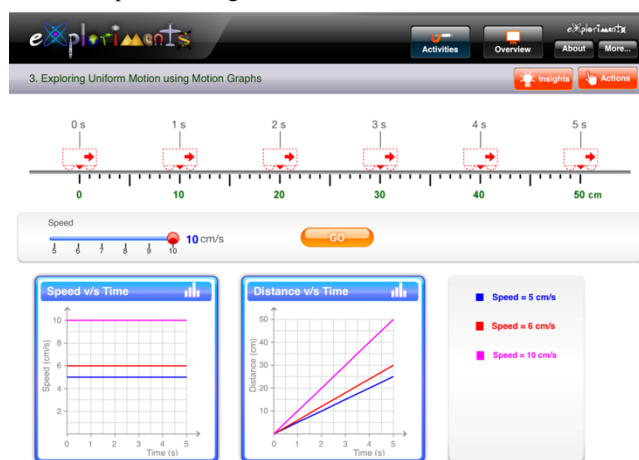 eXploriments
eXploriments
Activities
Overview
About
More...
3. Exploring Uniform Motion using Motion Graphs
Insights
Actions
0 s 1 s 2 s 3 s 4 s 5 s
0 10 20 30 40 50 cm
Speed
10 cm/s
5 6 7 8 9 10
GO
Speed v/s Time
10
8
6
4
2
0 1 2 3 4 5
Speed (cm/s)
Time (s)
Distance v/s Time
50
40
30
20
10
0 1 2 3 4 5
Distance (cm)
Time (s)
Speed = 5 cm/s
Speed = 6 cm/s
Speed = 10 cm/s